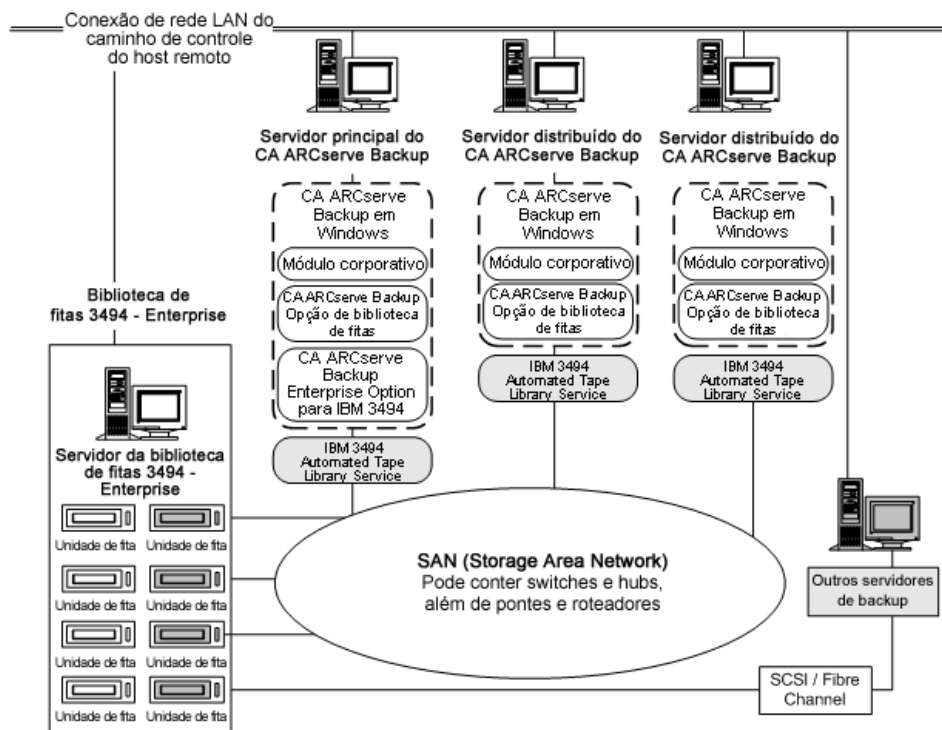 Conexão de rede LAN do
caminho de controle
do host remoto
Servidor principal do
CA ARCserve Backup
Servidor distribuído do
CA ARCserve Backup
Servidor distribuído do
CA ARCserve Backup
CA ARCserve
Backup em
Windows
Módulo corporativo
CA ARCserve Backup
Opção de biblioteca
de fitas
CA ARCserve
Backup
Enterprise Option
para IBM 3494
IBM 3494
Automated Tape
Library Service
CA ARCserve
Backup em
Windows
Módulo corporativo
CA ARCserve Backup
Opção de biblioteca
de fitas
IBM 3494
Automated Tape
Library Service
CA ARCserve
Backup em
Windows
Módulo corporativo
CA ARCserve Backup
Opção de biblioteca
de fitas
IBM 3494
Automated Tape
Library Service
Biblioteca de
fitas 3494 - Enterprise
Servidor da biblioteca
de fitas 3494 -
Enterprise
Unidade de fita
Unidade de fita
Unidade de fita
Unidade de fita
Unidade de fita
Unidade de fita
Unidade de fita
Unidade de fita
SAN (Storage Area Network)
Pode conter switches e hubs,
além de pontes e roteadores
Outros servidores
de backup
SCSI / Fibre
Channel